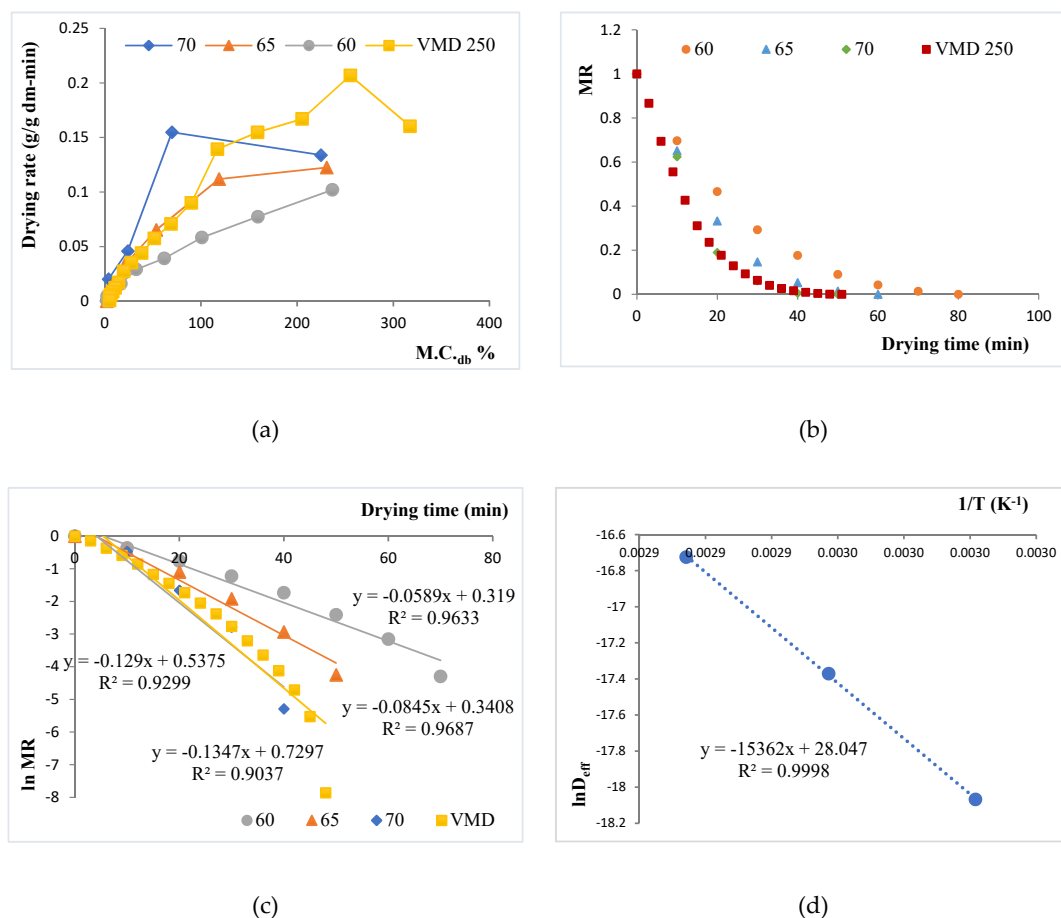 0.25
70 65 60 VMD 250
0.2
0.15
0.1
0.05
0
Drying rate (g/g dm-min)
0 100 200 300 400
M.C.db %
(a)
1.2
60 65 70 VMD 250
MR
1
0.8
0.6
0.4
0.2
0
0 20 40 60 80 100
Drying time (min)
(b)
Drying time (min)
0
0 20 40 60 80
-1
-2
-3
-4
-5
-6
-7
-8
ln MR
y = -0.0589x + 0.319
R² = 0.9633
y = -0.129x + 0.5375
R² = 0.9299
y = -0.0845x + 0.3408
R² = 0.9687
y = -0.1347x + 0.7297
R² = 0.9037
60 65 70 VMD
(c)
1/T (K-1)
-16.6
0.0029 0.0029 0.0029 0.0030 0.0030 0.0030 0.0030
-16.8
-17
-17.2
-17.4
-17.6
-17.8
-18
-18.2
lnDeff
y = -15362x + 28.047
R² = 0.9998
(d)